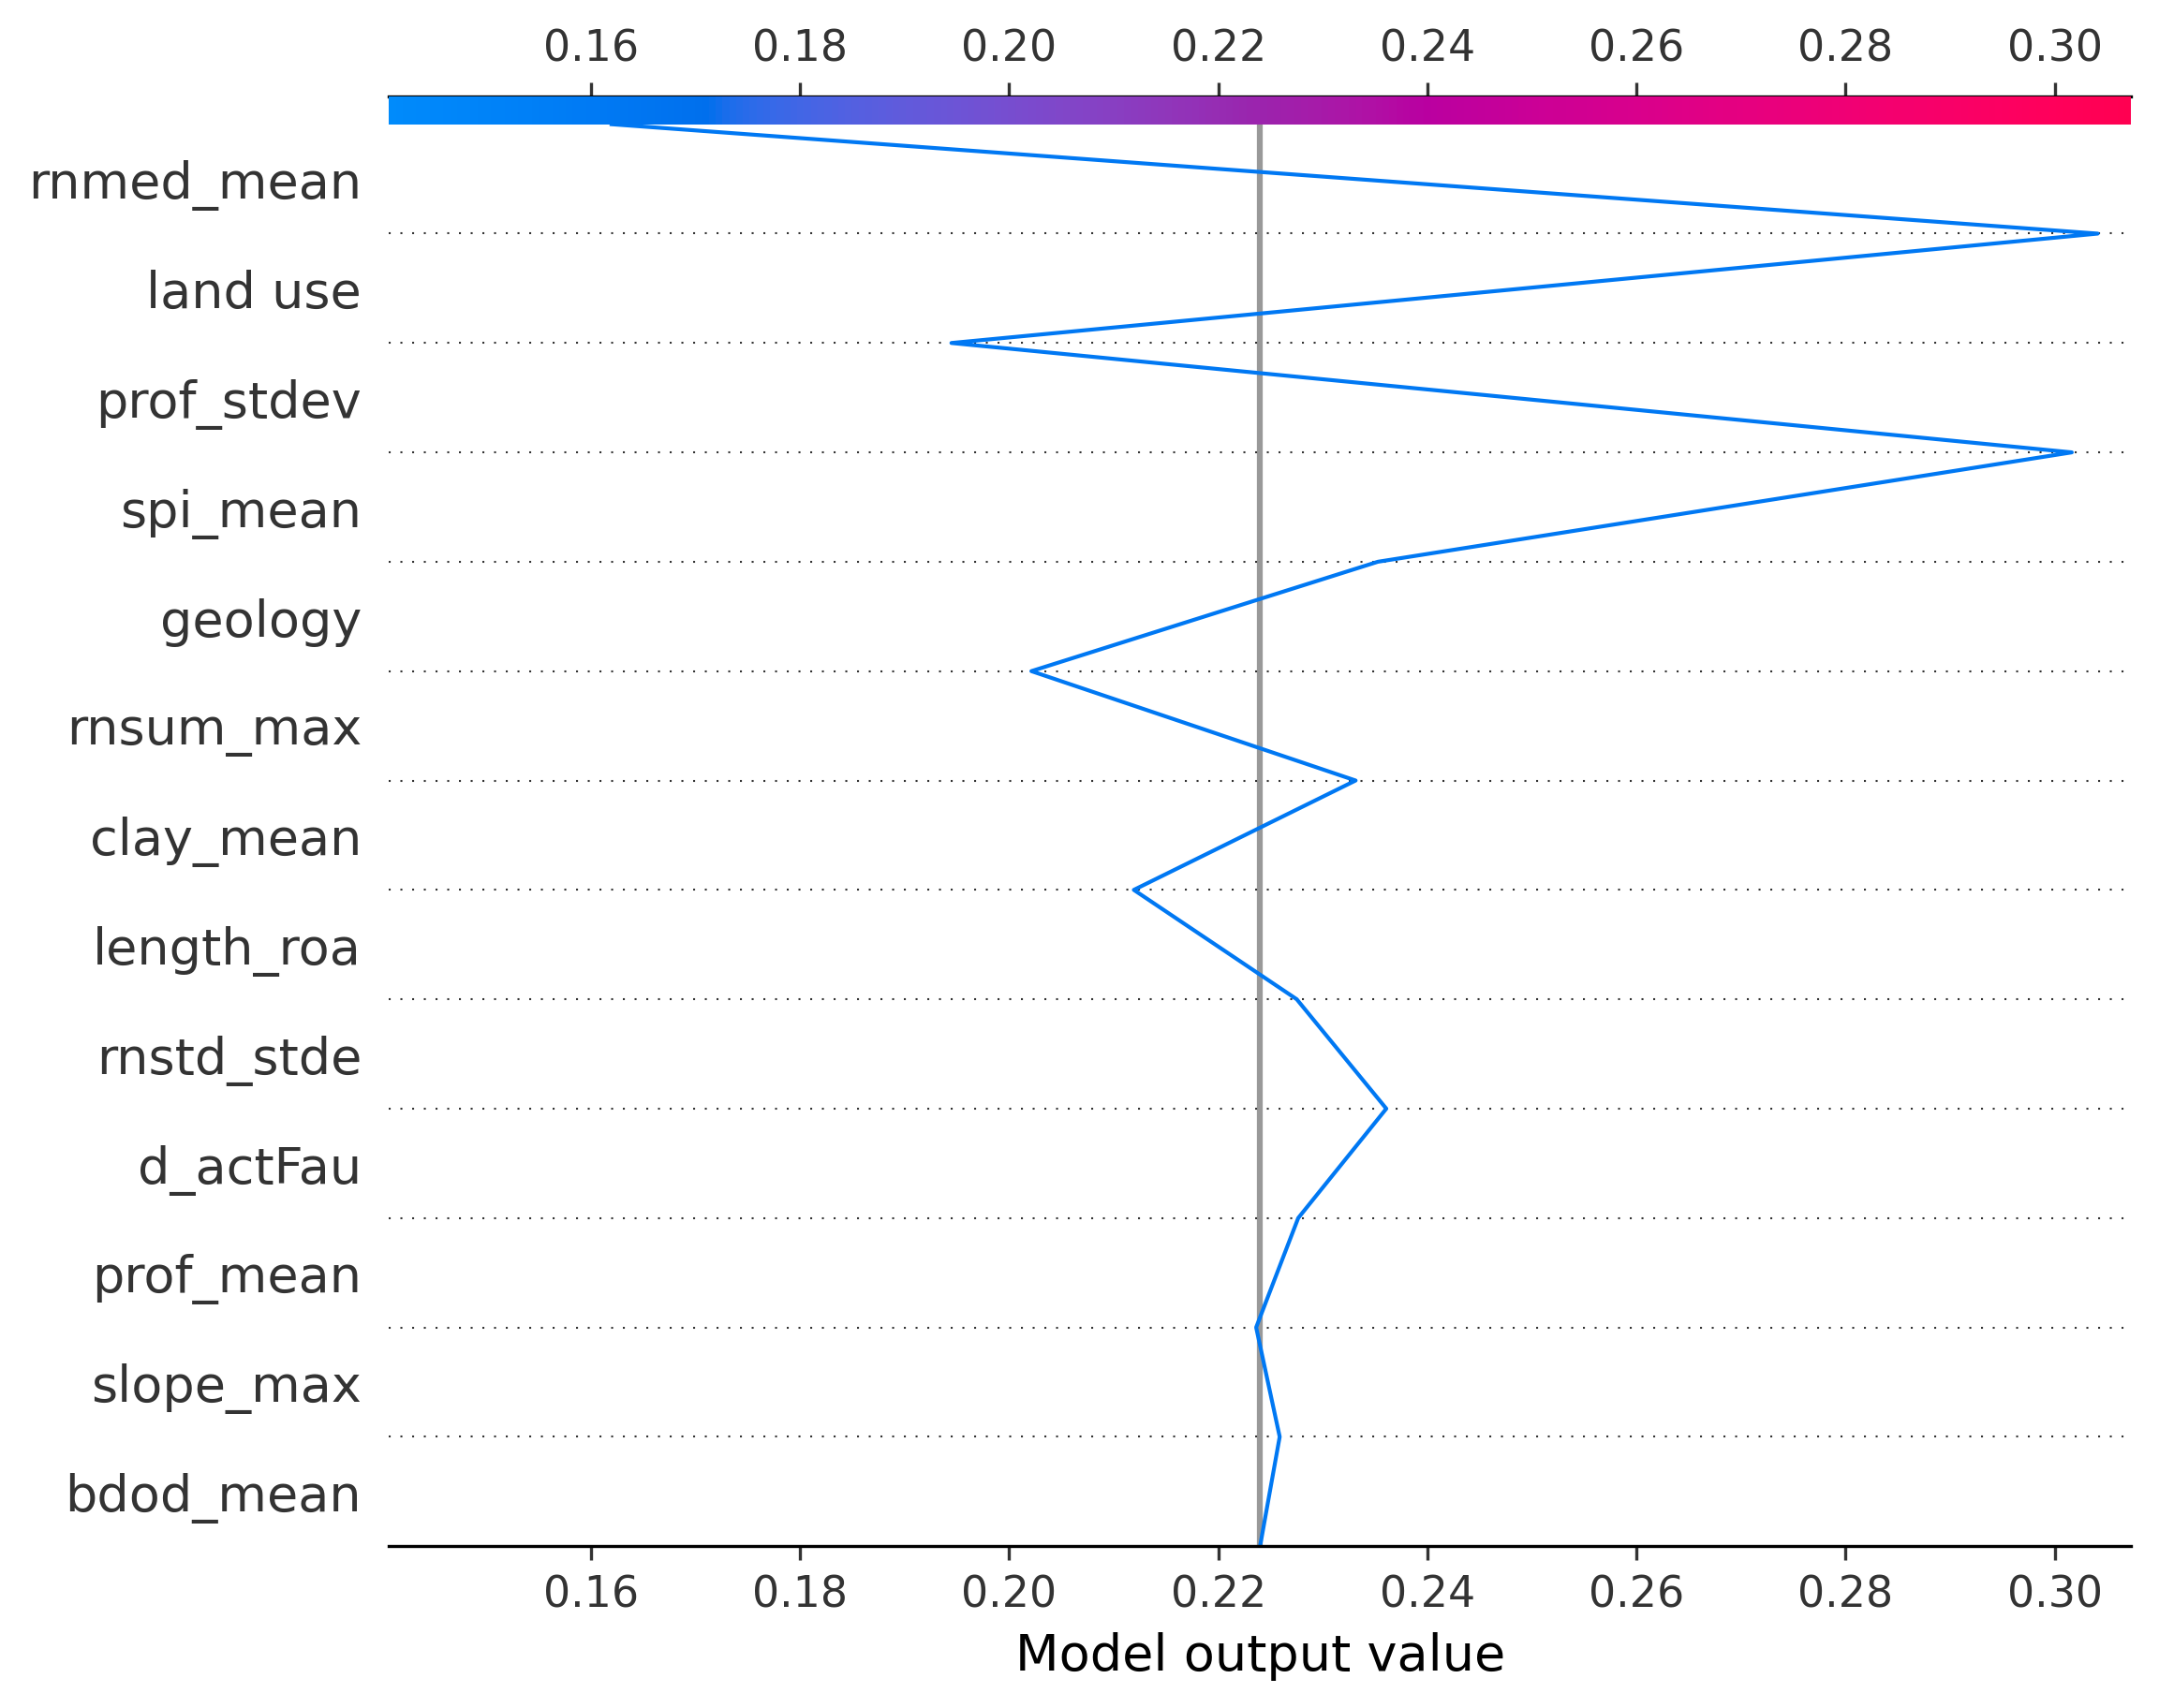 0.16 0.18 0.20 0.22 0.24 0.26 0.28 0.30
rnmed_mean
land use
prof_stdev
spi_mean
geology
rnsum_max
clay_mean
length_roa
rnstd_stde
d_actFau
prof_mean
slope_max
bdod_mean
0.16 0.18 0.20 0.22 0.24 0.26 0.28 0.30
Model output value